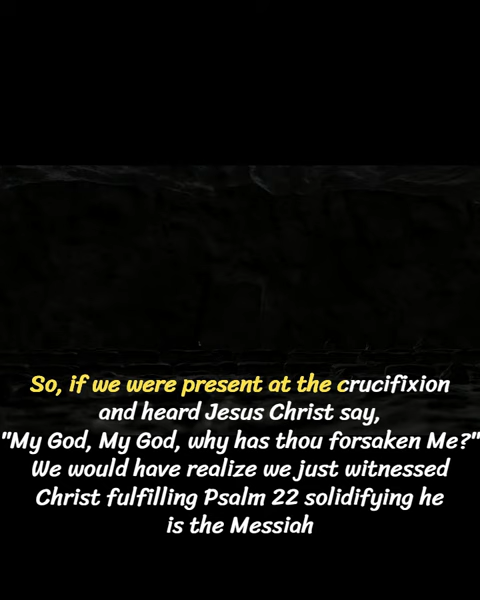 So, if we were present at the crucifixion
and heard Jesus Christ say,
"My God, My God, why has thou forsaken Me?"
We would have realize we just witnessed
Christ fulfilling Psalm 22 solidifying he
is the Messiah